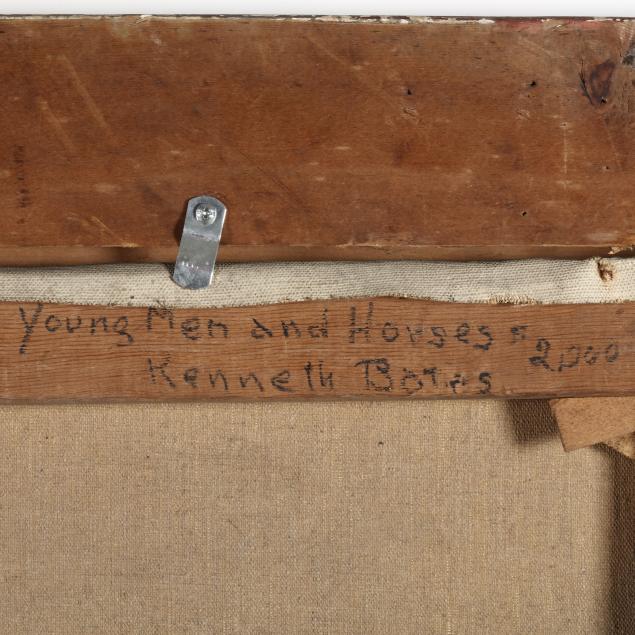 Young Men and Horses = 2,000
Kenneth Bates